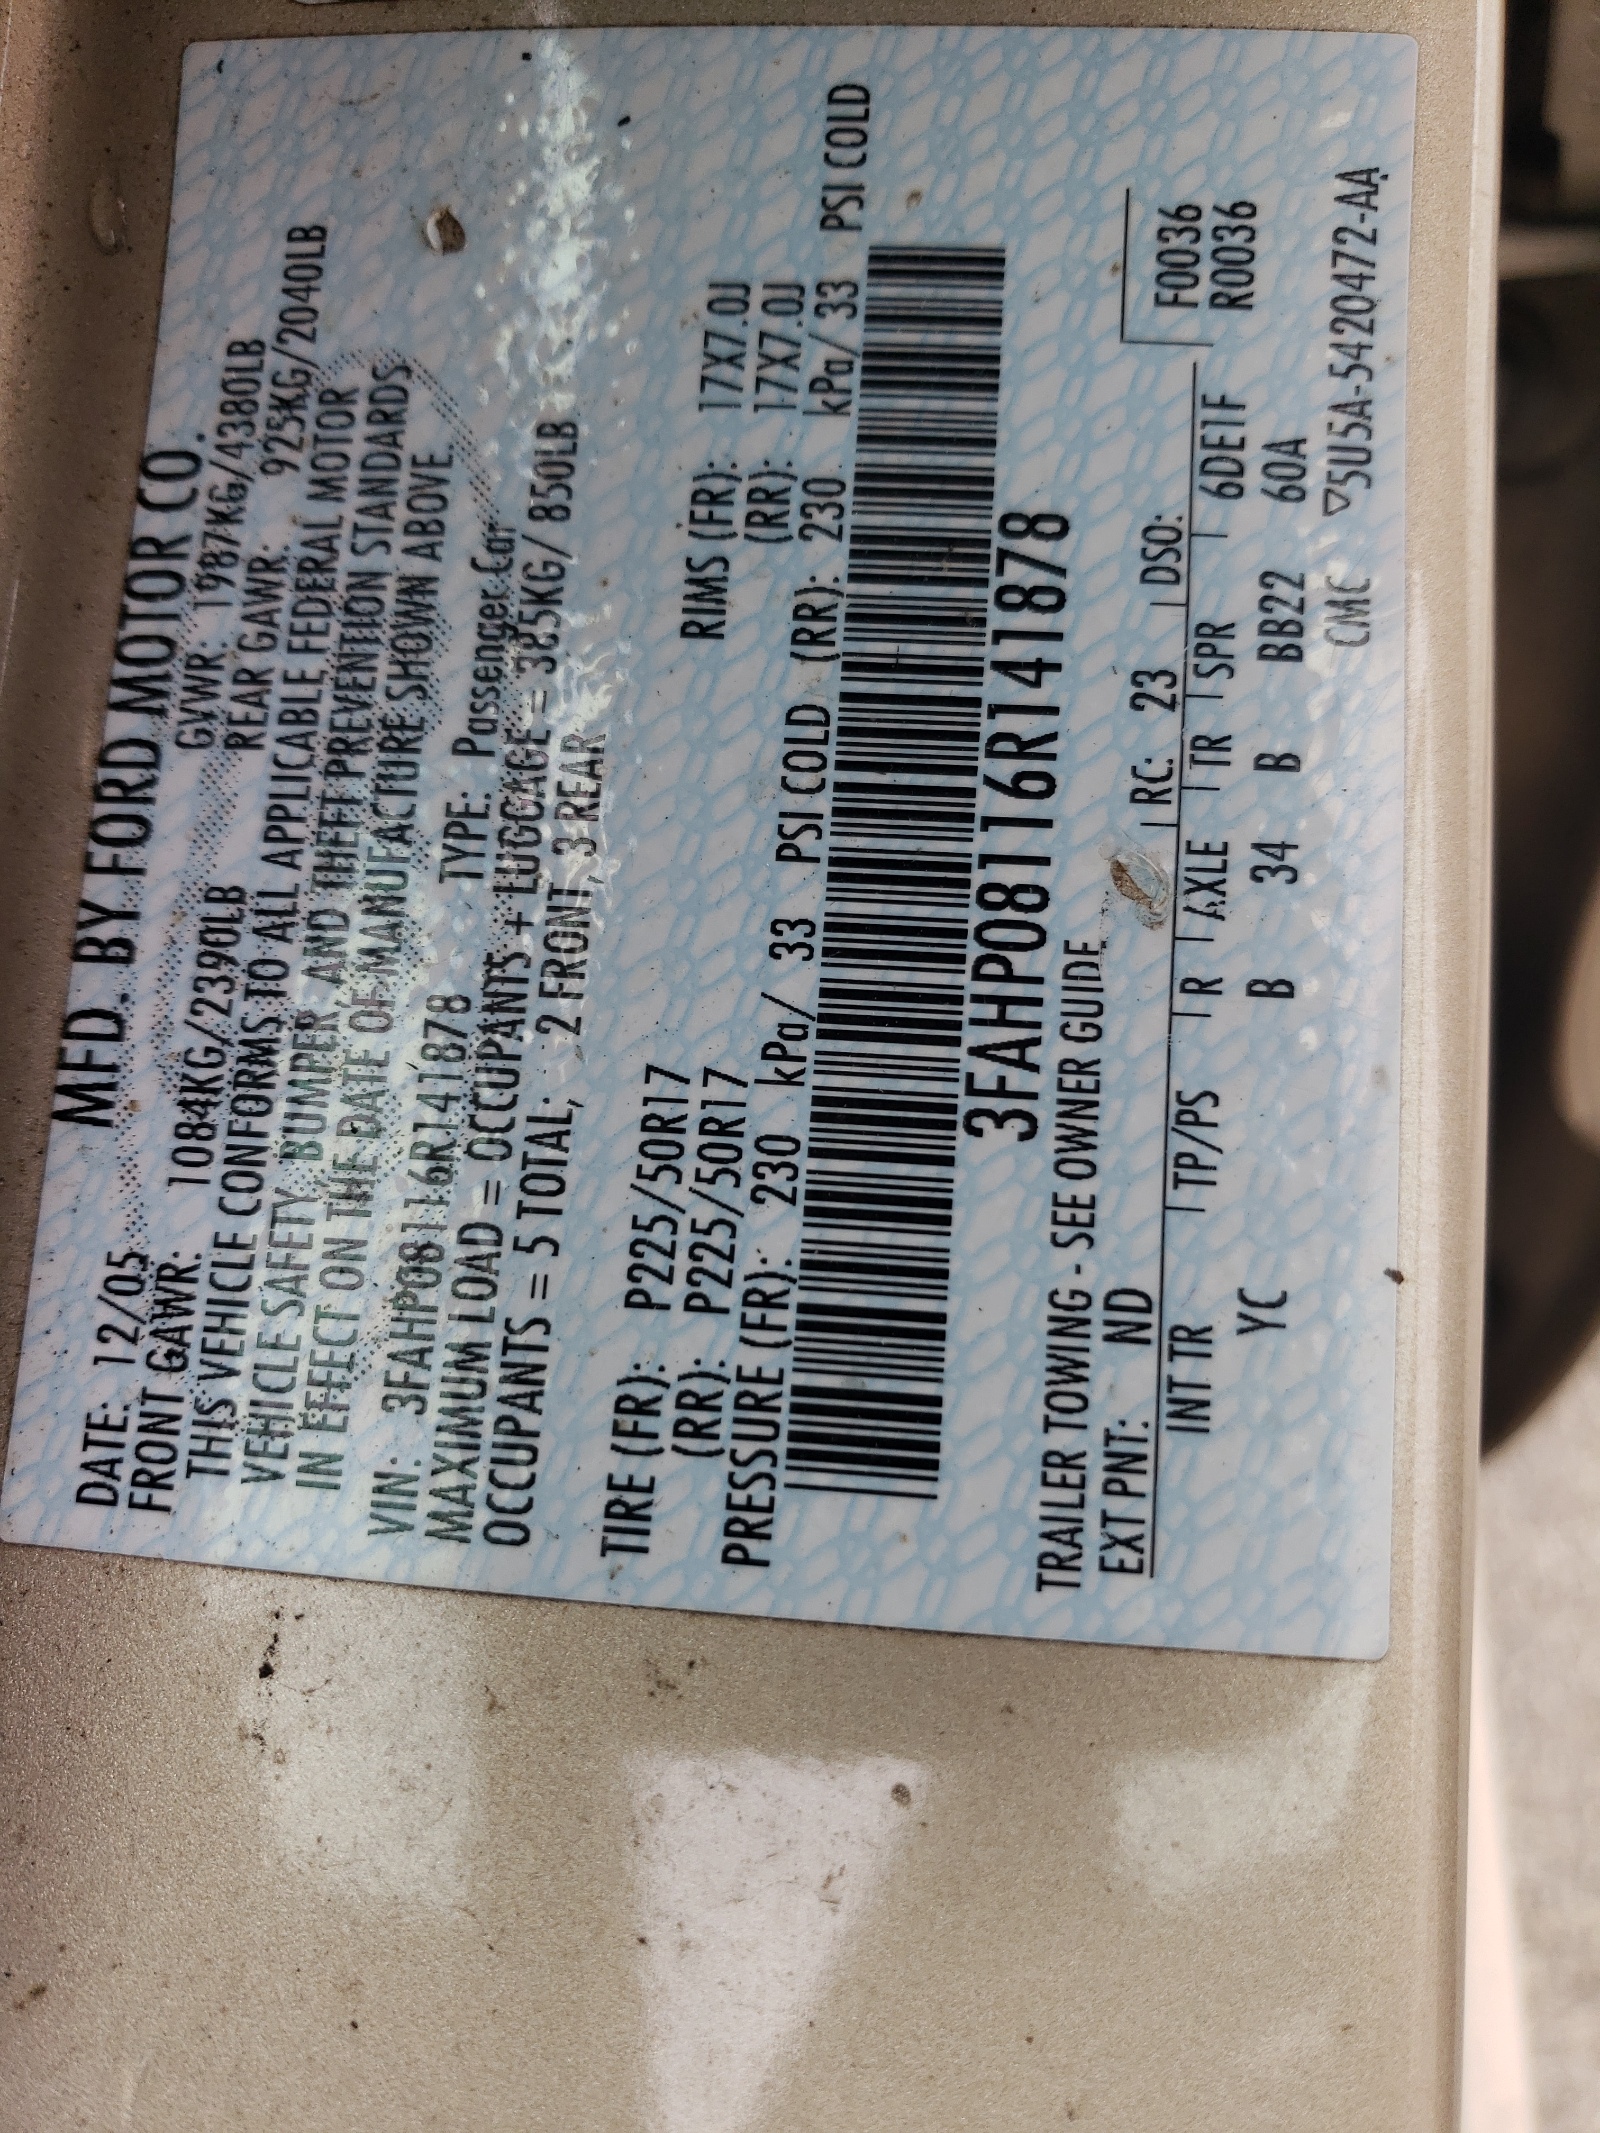 MFD. BY FORD MOTOR CO.
DATE: 12/05 GVWR: 1987KG/4380LB
FRONT GAWR: 1084KG/2390LB REAR GAWR: 925KG/2040LB
THIS VEHICLE CONFORMS TO ALL APPLICABLE FEDERAL MOTOR
VEHICLE SAFETY, BUMPER, AND THEFT PREVENTION STANDARDS
IN EFFECT ON THE DATE OF MANUFACTURE SHOWN ABOVE.
VIN: 3FAHP08116R141878 TYPE: Passenger Car
MAXIMUM LOAD = OCCUPANTS + LUGGAGE = 385KG/ 850LB
OCCUPANTS = 5 TOTAL; 2 FRONT, 3 REAR
TIRE (FR): P225/50R17 RIMS (FR): 17X7.0J
(RR): P225/50R17 (RR): 17X7.0J
PRESSURE (FR): 230 kPa/ 33 PSI COLD (RR): 230 kPa/ 33 PSI COLD
3FAHP08116R141878
TRAILER TOWING - SEE OWNER GUIDE
EXT PNT: ND RC: 23 DSO: F0036
INT TR TP/PS R AXLE TR SPR 6DE1F R0036
YC B 34 B BB22 60A
CMC ▽5U5A-5420472-AA